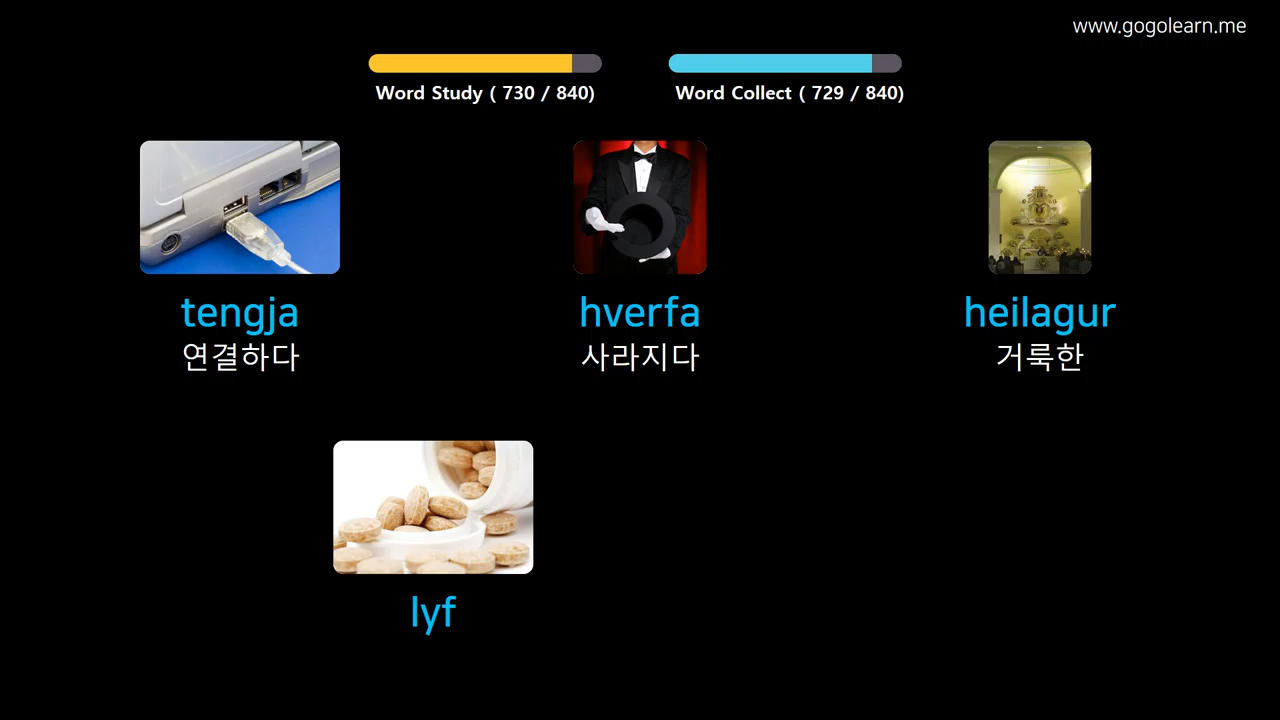 www.gogolearn.me
Word Study ( 730 / 840)
Word Collect ( 729 / 840)
tengja
연결하다
hverfa
사라지다
heilagur
거룩한
lyf